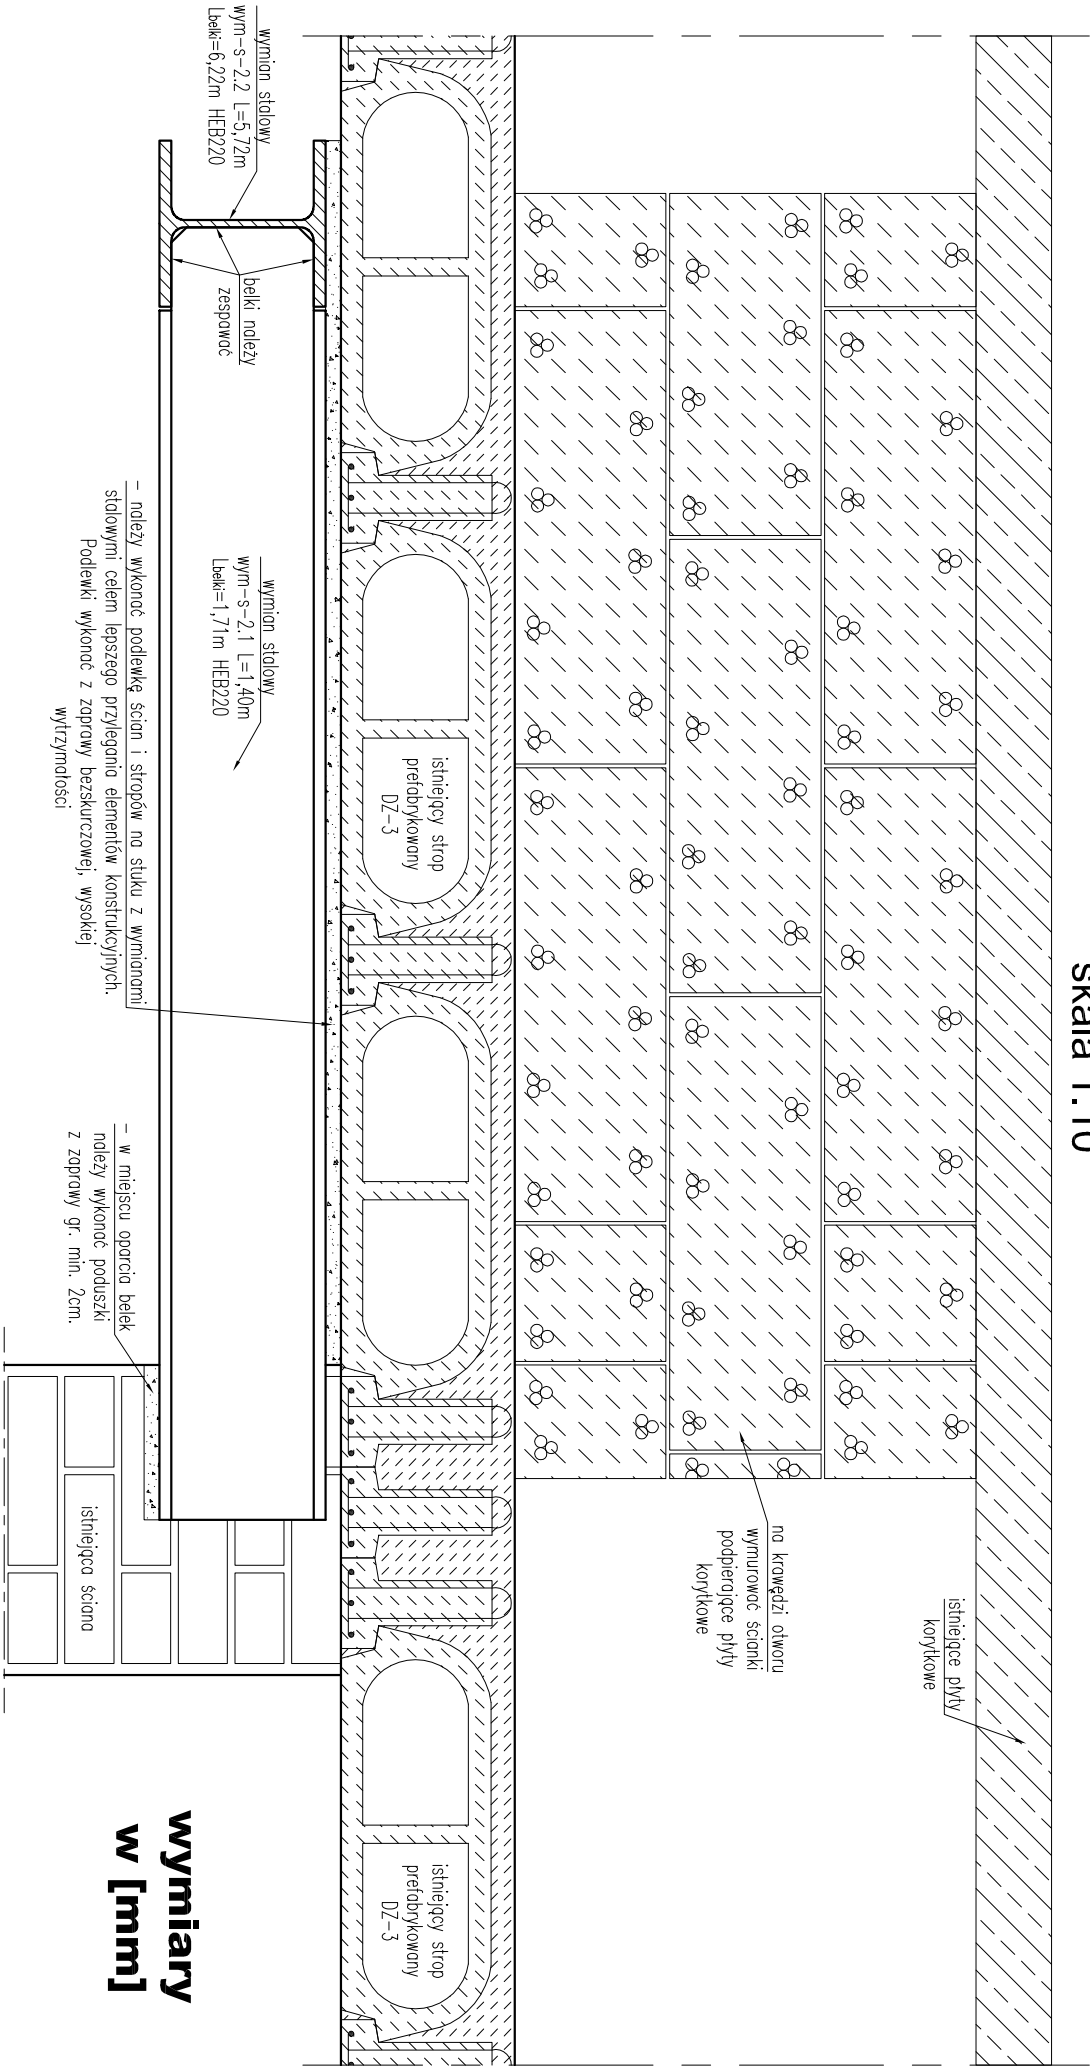 skala 1:10
istniejące płyty
korytkowe
na krawędzi otworu
wymurować ścianki
podpierające płyty
korytkowe
istniejący strop
prefabrykowany
DZ-3
istniejący strop
prefabrykowany
DZ-3
wymian stalowy
wym-s-2.2 L=5,72m
Lbelki=6,22m HEB220
belki należy
zespawać
wymian stalowy
wym-s-2.1 L=1,40m
Lbelki=1,71m HEB220
- należy wykonać podlewkę ścian i stropów na stuku z wymianami
stalowymi celem lepszego przylegania elementów konstrukcyjnych.
Podlewki wykonać z zaprawy bezskurczowej, wysokiej
wytrzymałości
- w miejscu oparcia belek
należy wykonać poduszki
z zaprawy gr. min. 2cm.
istniejąca ściana
wymiary
w [mm]